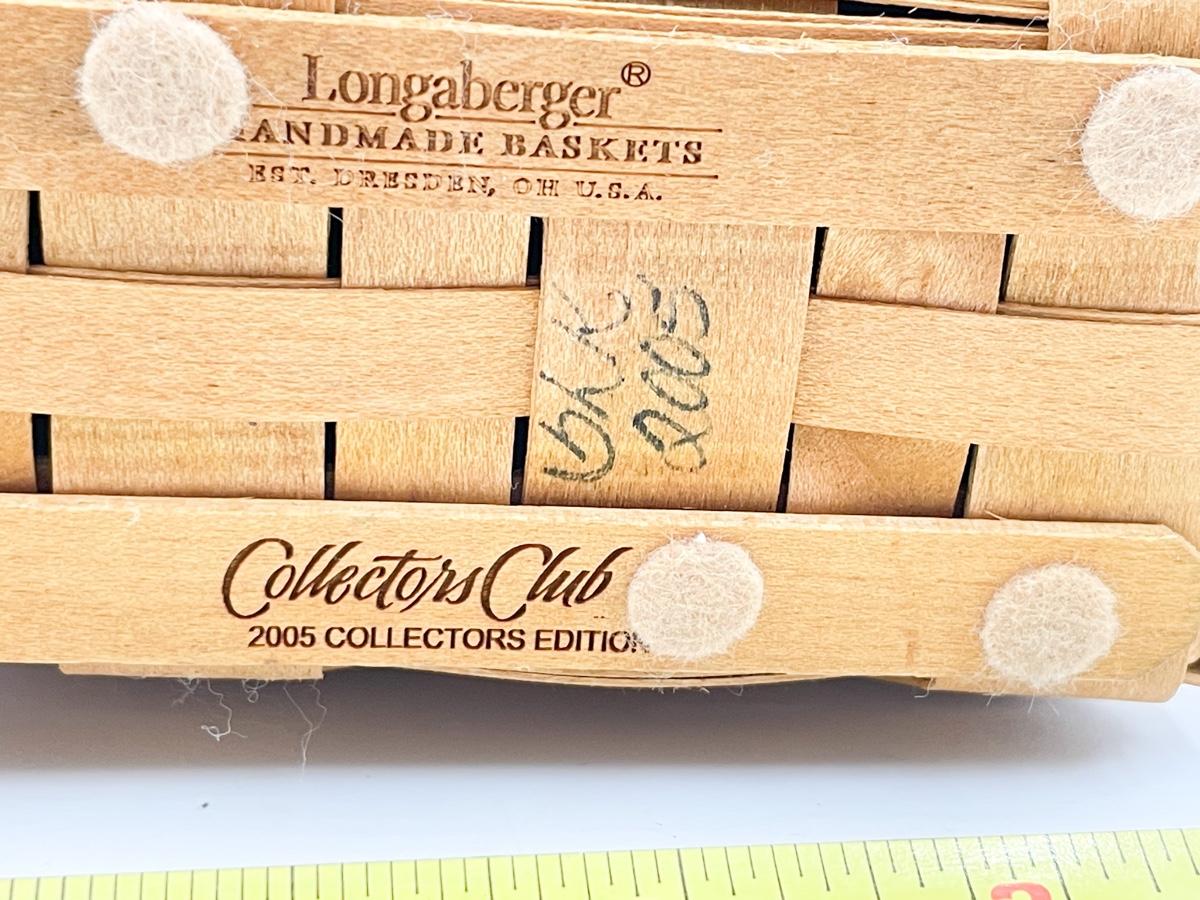 Longaberger®
HANDMADE BASKETS
EST. DRESDEN, OH U.S.A.
2005
Collectors Club
2005 COLLECTORS EDITION